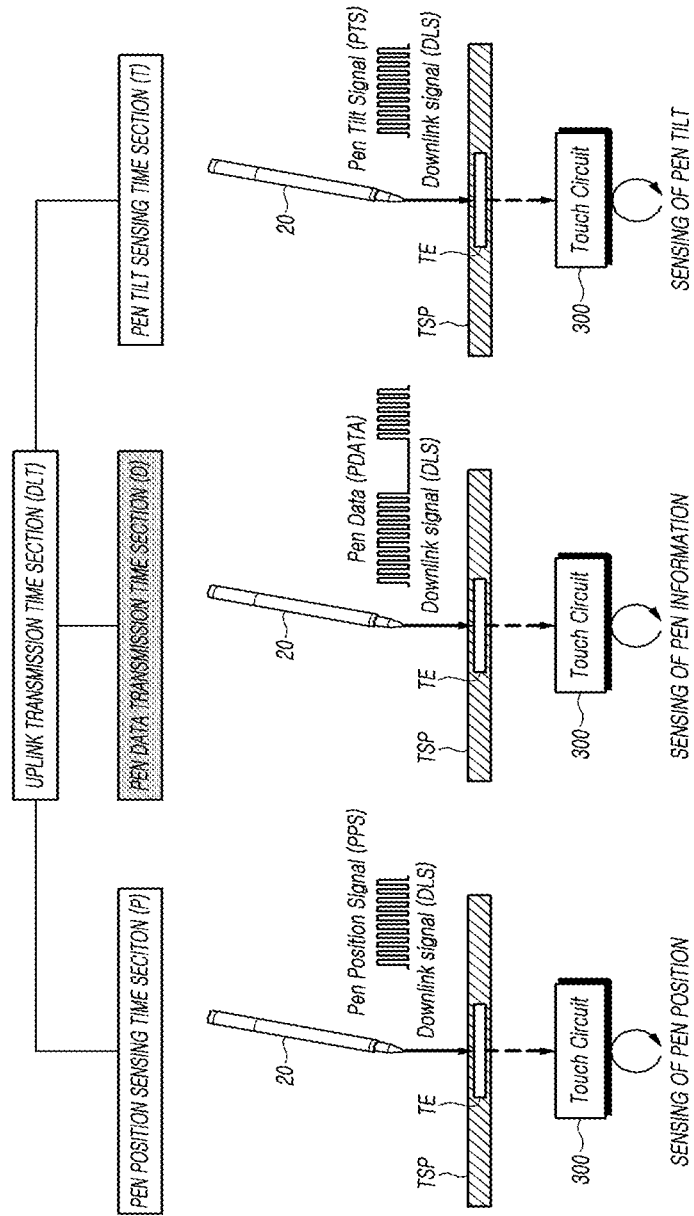 UPLINK TRANSMISSION TIME SECTION (DLT)
PEN POSITION SENSING TIME SECITON (P)
PEN DATA TRANSMISSION TIME SECTION (D)
PEN TILT SENSING TIME SECTION (T)
20
Pen Position Signal (PPS)
Downlink signal (DLS)
TSP
TE
300
Touch Circuit
SENSING OF PEN POSITION
20
Pen Data (PDATA)
Downlink signal (DLS)
TSP
TE
300
Touch Circuit
SENSING OF PEN INFORMATION
20
Pen Tilt Signal (PTS)
Downlink signal (DLS)
TSP
TE
300
Touch Circuit
SENSING OF PEN TILT